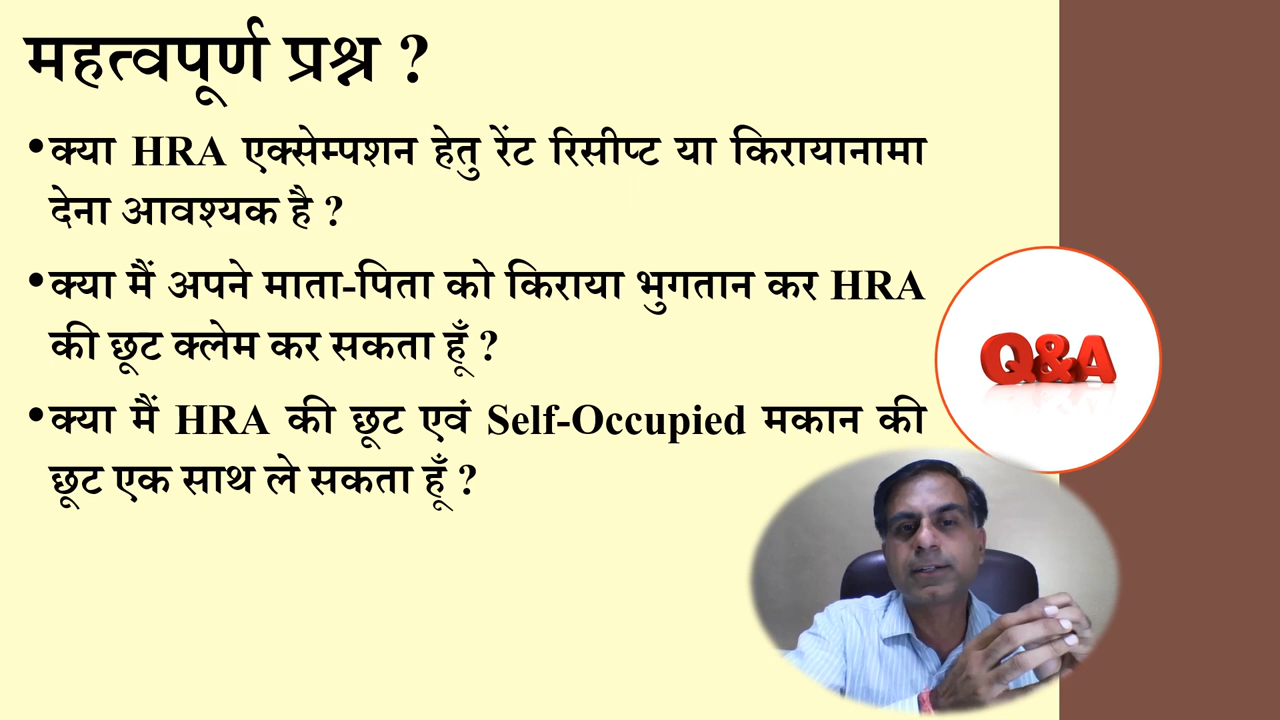 महत्वपूर्ण प्रश्न ?
•क्या HRA एक्सेम्पशन हेतु रेंट रिसीप्ट या किरायानामा
देना आवश्यक है ?
•क्या मैं अपने माता-पिता को किराया भुगतान कर HRA
की छूट क्लेम कर सकता हूँ ?
•क्या मैं HRA की छूट एवं Self-Occupied मकान की
छूट एक साथ ले सकता हूँ ?
Q&A